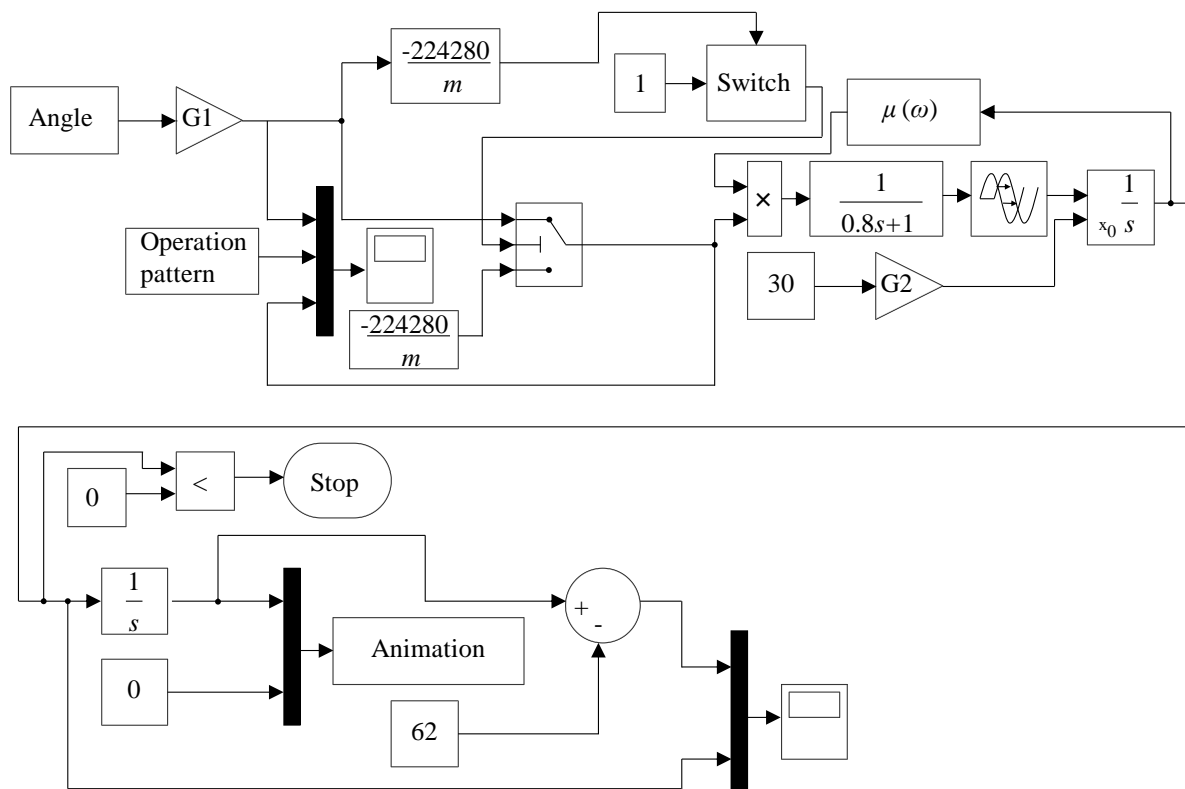 -224280
m
1
Switch
Angle
G1
μ (ω)
×
1
0.8s+1
1
x0 s
Operation
pattern
30
G2
-224280
m
0
<
Stop
1
s
+
-
0
Animation
62